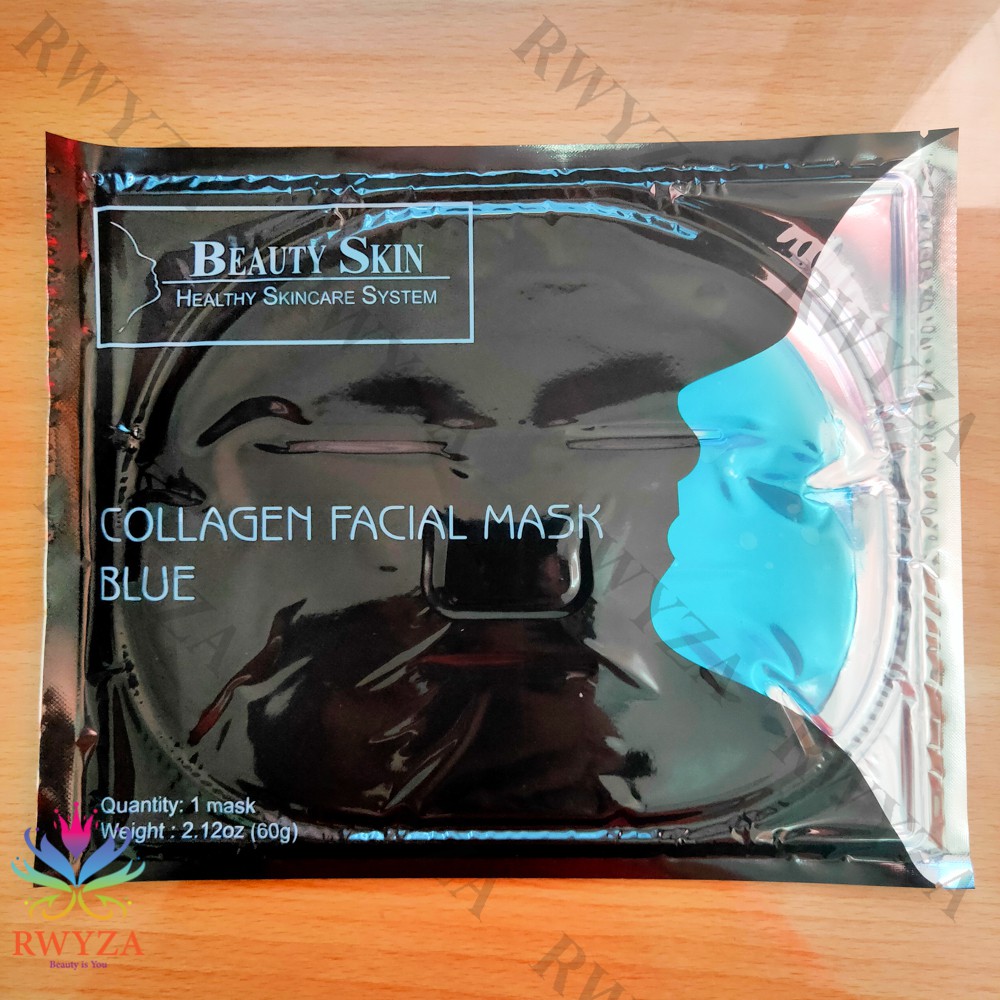 RWYZA
RWYZA
BEAUTY SKIN
HEALTHY SKINCARE SYSTEM
RWYZA
RWYZA
COLLAGEN FACIAL MASK
BLUE
RWYZA
Quantity: 1 mask
Weight : 2.12oz (60g)
RWYZA
Beauty is You